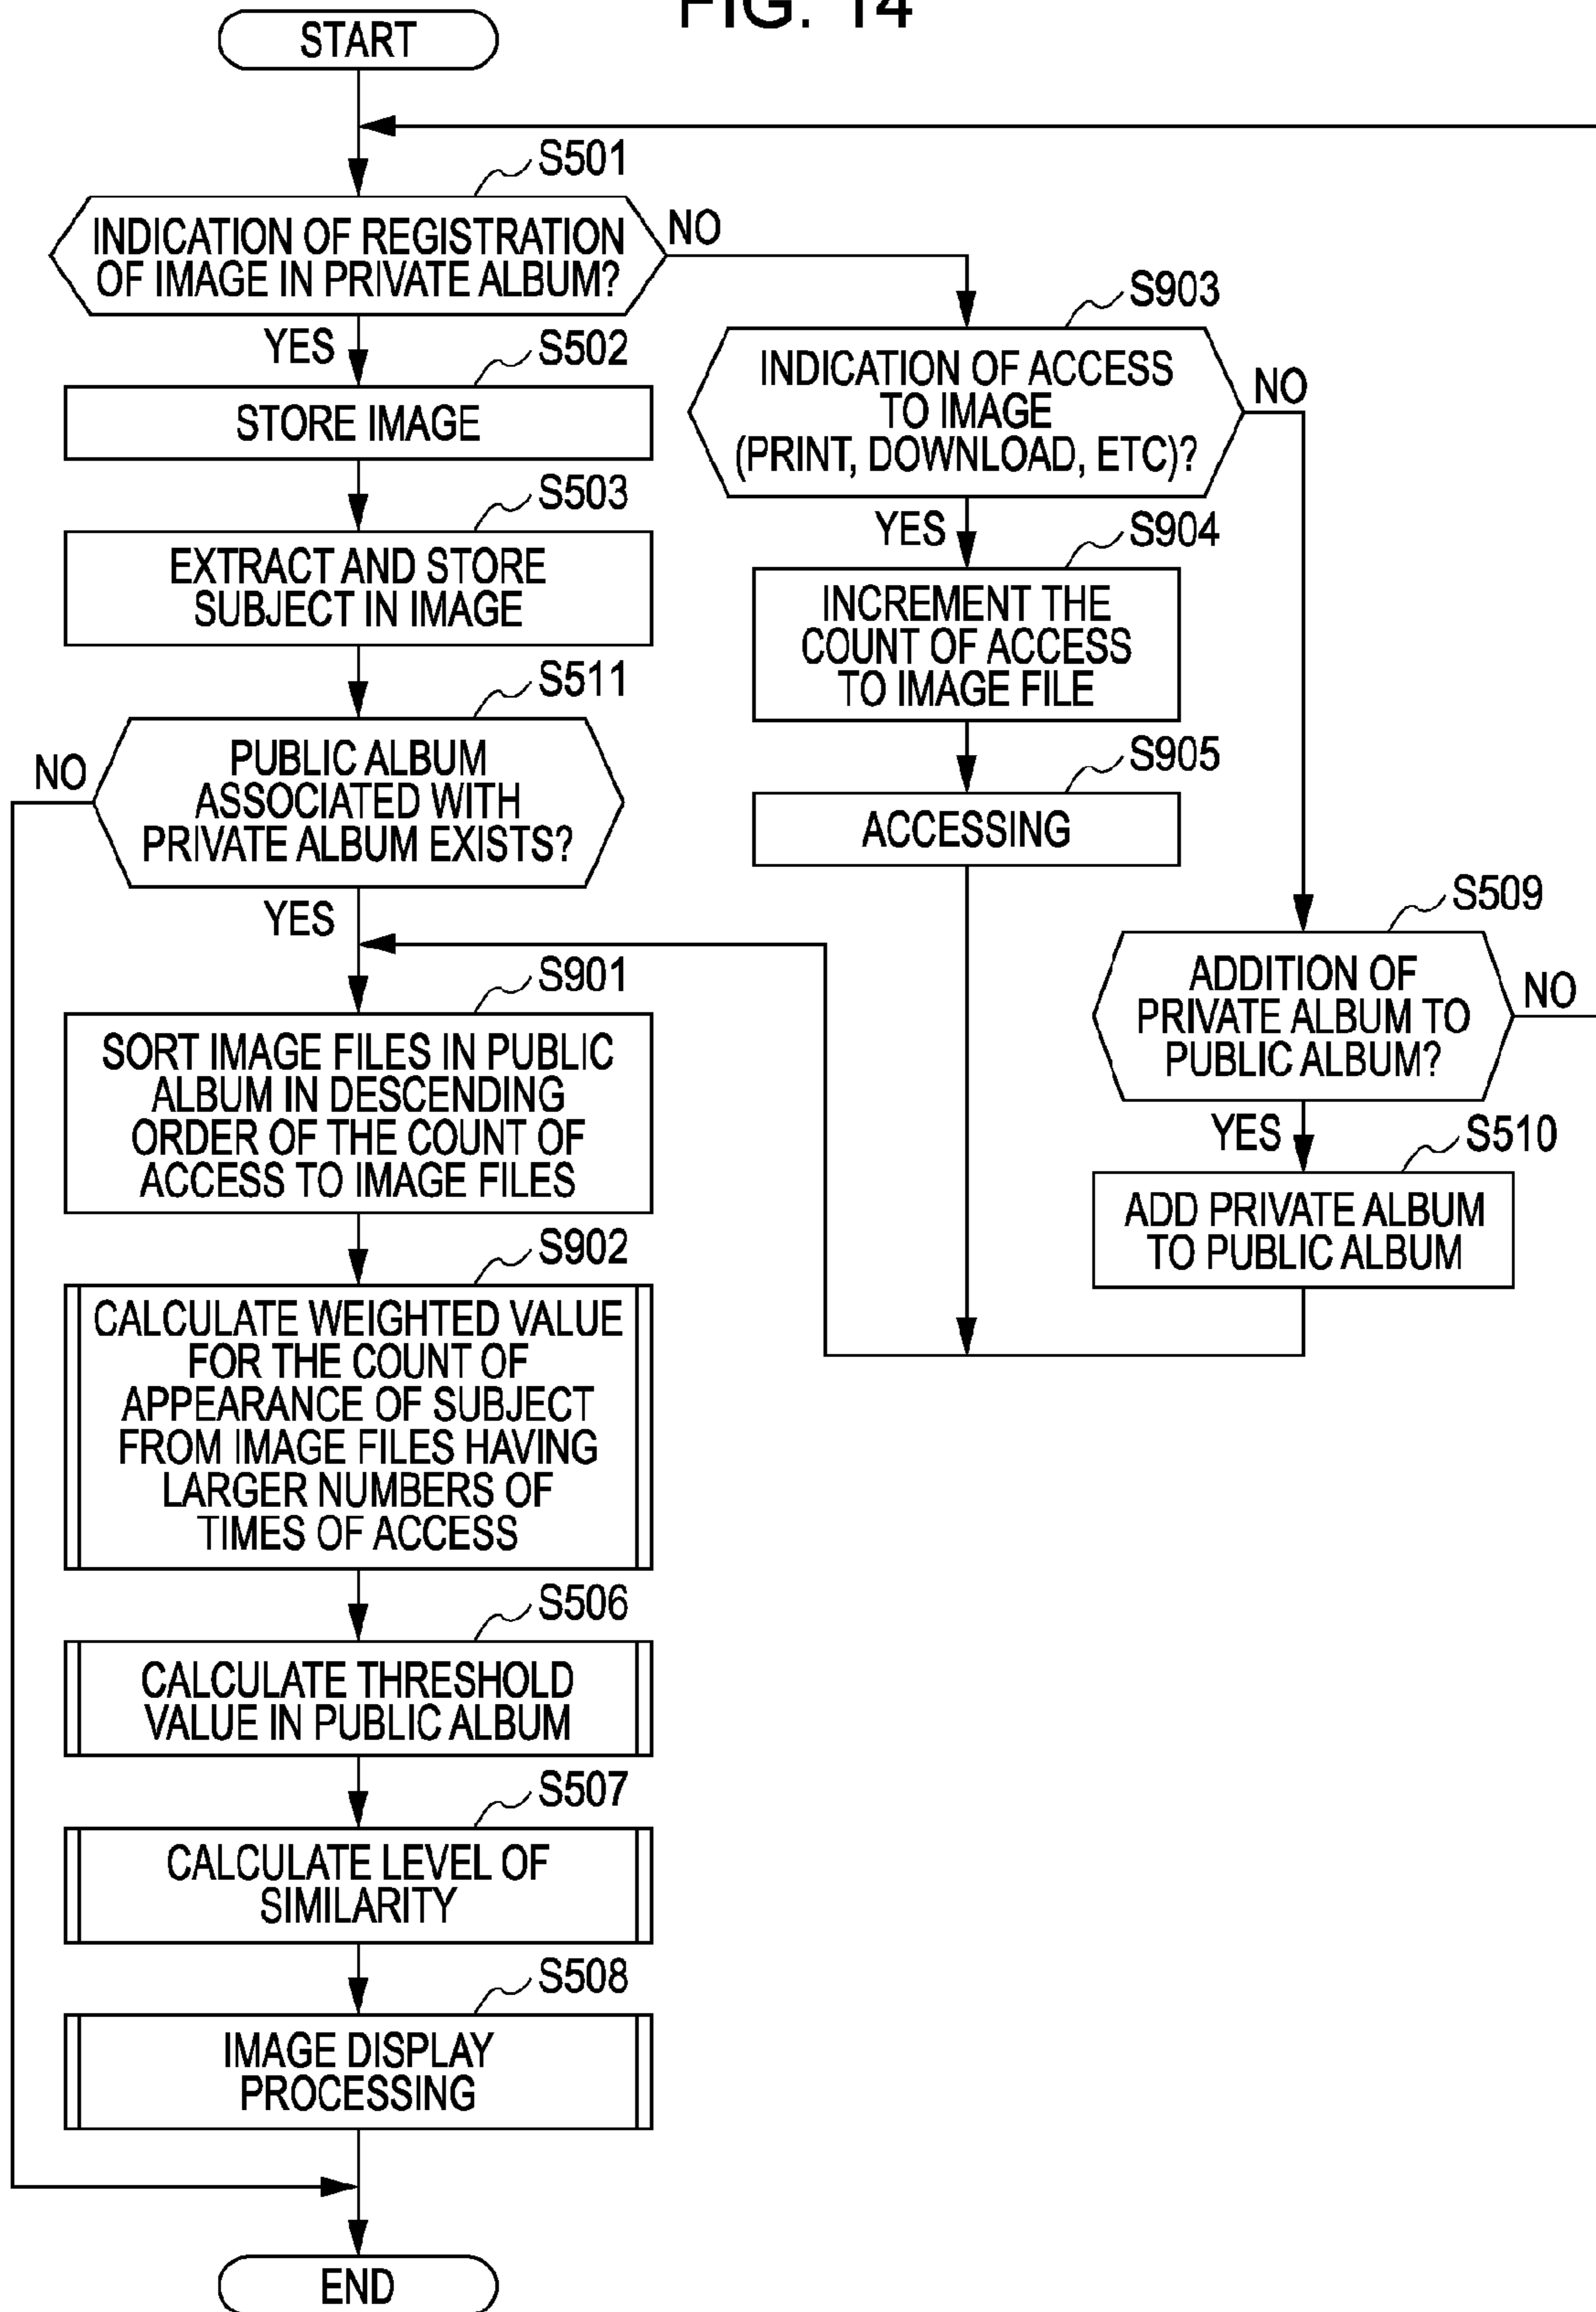 FIG. 14
START
S501
INDICATION OF REGISTRATION
OF IMAGE IN PRIVATE ALBUM?
NO
YES
S502
STORE IMAGE
S503
EXTRACT AND STORE
SUBJECT IN IMAGE
S511
NO
PUBLIC ALBUM
ASSOCIATED WITH
PRIVATE ALBUM EXISTS?
YES
S901
SORT IMAGE FILES IN PUBLIC
ALBUM IN DESCENDING
ORDER OF THE COUNT OF
ACCESS TO IMAGE FILES
S902
CALCULATE WEIGHTED VALUE
FOR THE COUNT OF
APPEARANCE OF SUBJECT
FROM IMAGE FILES HAVING
LARGER NUMBERS OF
TIMES OF ACCESS
S506
CALCULATE THRESHOLD
VALUE IN PUBLIC ALBUM
S507
CALCULATE LEVEL OF
SIMILARITY
S508
IMAGE DISPLAY
PROCESSING
END
S903
INDICATION OF ACCESS
TO IMAGE
(PRINT, DOWNLOAD, ETC)?
NO
YES
S904
INCREMENT THE
COUNT OF ACCESS
TO IMAGE FILE
S905
ACCESSING
S509
ADDITION OF
PRIVATE ALBUM TO
PUBLIC ALBUM?
NO
YES
S510
ADD PRIVATE ALBUM
TO PUBLIC ALBUM